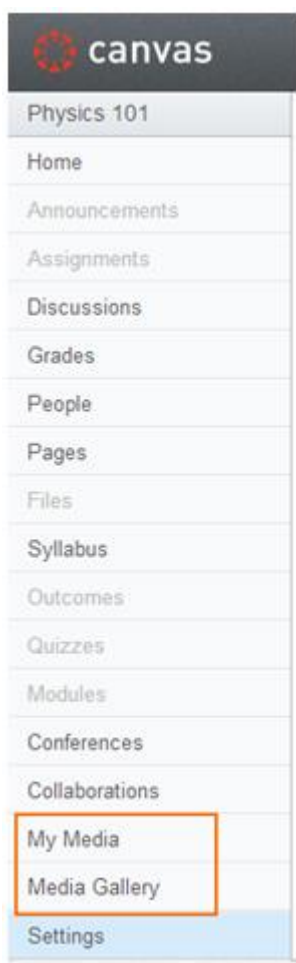 canvas
Physics 101
Home
Announcements
Assignments
Discussions
Grades
People
Pages
Files
Syllabus
Outcomes
Quizzes
Modules
Conferences
Collaborations
My Media
Media Gallery
Settings